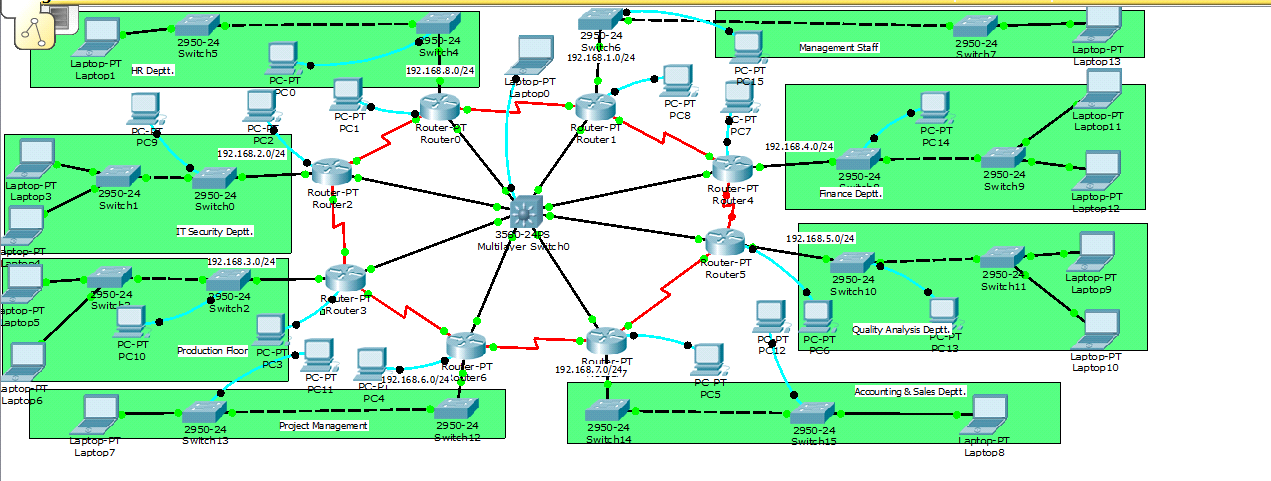 2950-24
Switch5
Laptop-PT
Laptop1
HR Deptt.
2950-24
Switch4
PC-PT
PC0
192.168.8.0/24
2950-24
Switch6
192.168.1.0/24
Laptop-PT
Laptop0
PC-PT
PC15
Management Staff
2950-24
Switch7
Laptop-PT
Laptop13
PC-PT
PC9
PC-PT
PC2
PC-PT
PC1
Router-PT
Router0
Router-PT
Router1
PC-PT
PC8
PC-PT
PC7
192.168.4.0/24
PC-PT
PC14
Laptop-PT
Laptop11
2950-24
2950-24
Switch9
Finance Deptt.
Laptop-PT
Laptop12
192.168.2.0/24
Laptop-PT
Laptop3
2950-24
Switch1
2950-24
Switch0
IT Security Deptt.
Router-PT
Router2
Router-PT
Router4
3560-24PS
Multilayer Switch0
192.168.3.0/24
2950-24
2950-24
Switch2
Laptop5
PC-PT
PC10
Production Floor
PC-PT
PC3
Laptop-PT
Laptop6
Router-PT
Router3
Router-PT
Router5
192.168.5.0/24
2950-24
Switch10
2950-24
Switch11
Laptop-PT
Laptop9
PC-PT
PC12
PC-PT
PC6
Quality Analysis Deptt.
PC-PT
PC13
Laptop-PT
Laptop10
PC-PT
PC11
PC-PT
PC4
192.168.6.0/24
Router-PT
Router-PT
192.168.7.0/24
PC-PT
PC5
Laptop-PT
Laptop7
2950-24
Switch13
Project Management
2950-24
Switch12
2950-24
Switch14
2950-24
Switch15
Accounting & Sales Deptt.
Laptop-PT
Laptop8